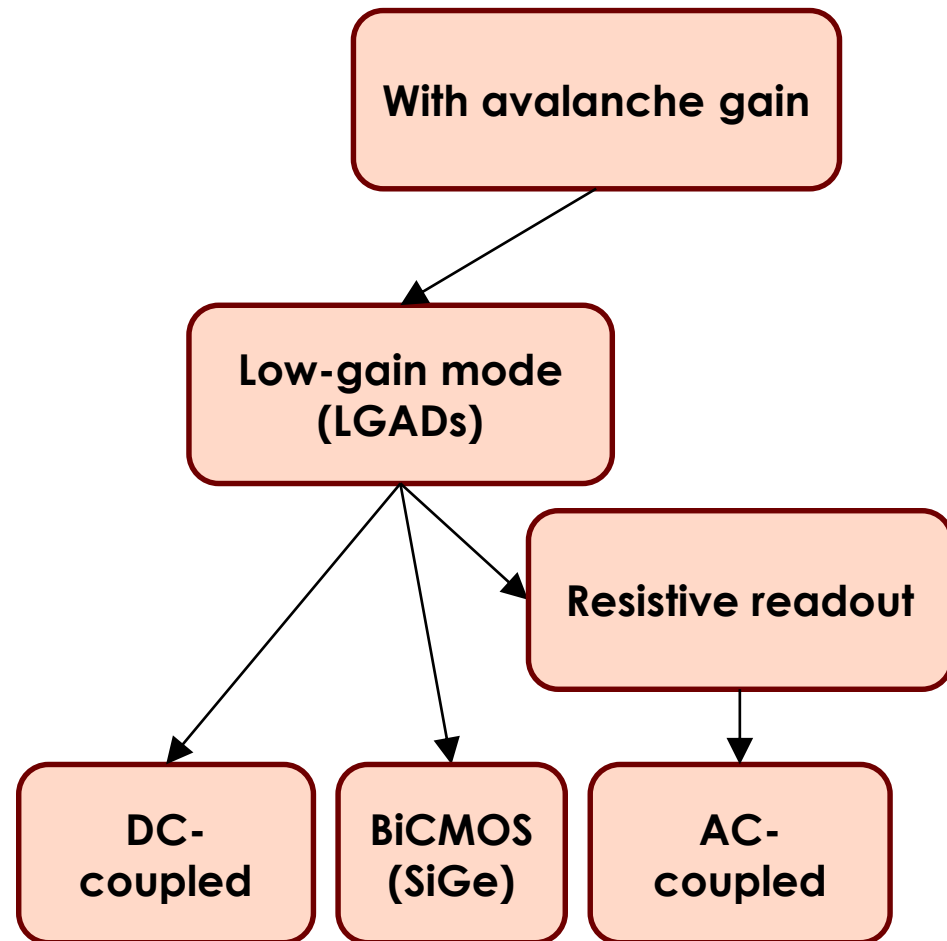 With avalanche gain
Low-gain mode
(LGADs)
Resistive readout
DC-
coupled
BiCMOS
(SiGe)
AC-
coupled